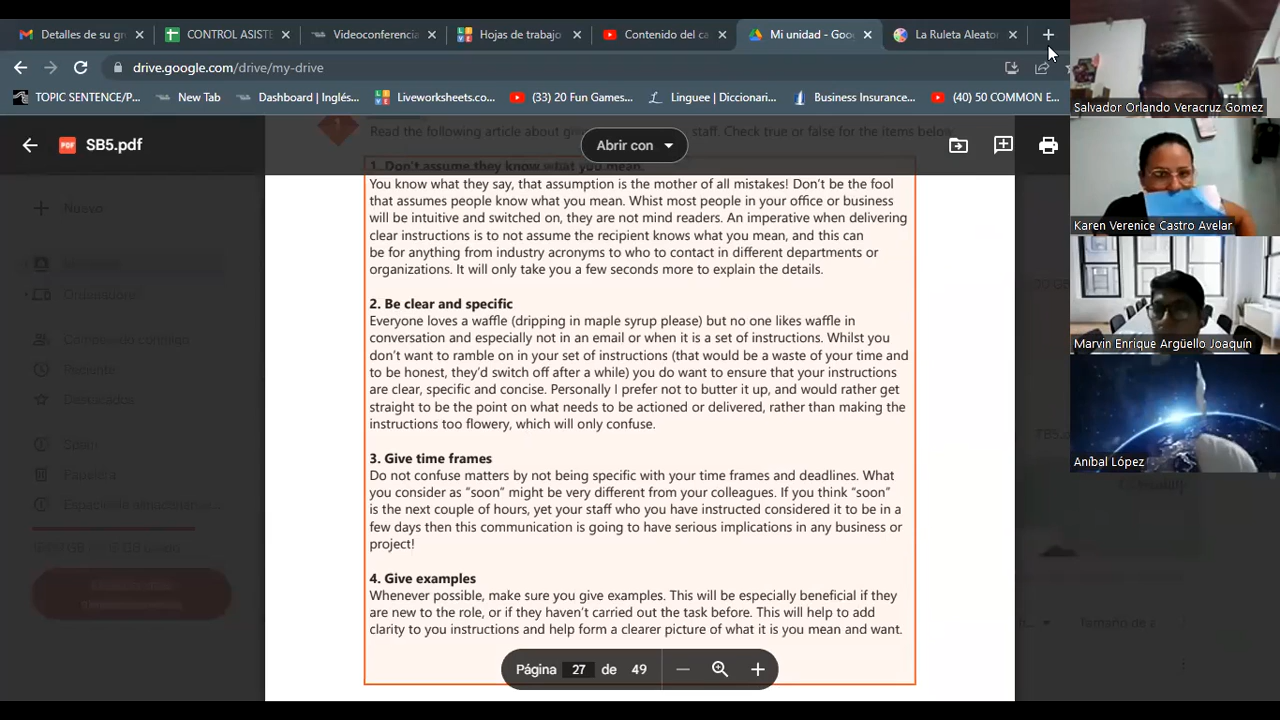 Detalles de su gr
CONTROL ASISTE
Videoconferencia
Hojas de trabajo
Contenido del ca
Mi unidad - Goo
La Ruleta Aleato
drive.google.com/drive/my-drive
TOPIC SENTENCE/P...
New Tab
Dashboard | Inglés...
Liveworksheets.co...
(33) 20 Fun Games...
Linguee | Diccionari...
Business Insurance...
(40) 50 COMMON E...
SB5.pdf
Abrir con
Nuevo
1
Read the following article about
staff. Check true or false for the items below.
1. Don't assume they know what you mean.
You know what they say, that assumption is the mother of all mistakes! Don't be the fool
that assumes people know what you mean. Whist most people in your office or business
will be intuitive and switched on, they are not mind readers. An imperative when delivering
clear instructions is to not assume the recipient knows what you mean, and this can
be for anything from industry acronyms to who to contact in different departments or
organizations. It will only take you a few seconds more to explain the details.
2. Be clear and specific
Everyone loves a waffle (dripping in maple syrup please) but no one likes waffle in
conversation and especially not in an email or when it is a set of instructions. Whilst you
don't want to ramble on in your set of instructions (that would be a waste of your time and
to be honest, they'd switch off after a while) you do want to ensure that your instructions
are clear, specific and concise. Personally I prefer not to butter it up, and would rather get
straight to be the point on what needs to be actioned or delivered, rather than making the
instructions too flowery, which will only confuse.
3. Give time frames
Do not confuse matters by not being specific with your time frames and deadlines. What
you consider as "soon" might be very different from your colleagues. If you think "soon"
is the next couple of hours, yet your staff who you have instructed considered it to be in a
few days then this communication is going to have serious implications in any business or
project!
4. Give examples
Whenever possible, make sure you give examples. This will be especially beneficial if they
are new to the role, or if they haven't carried out the task before. This will help to add
clarity to you instructions and help form a clearer picture of what it is you mean and want.
Página 27 de 49
Salvador Orlando Veracruz Gomez
Karen Verenice Castro Avelar
Marvin Enrique Argüello Joaquín
Aníbal López